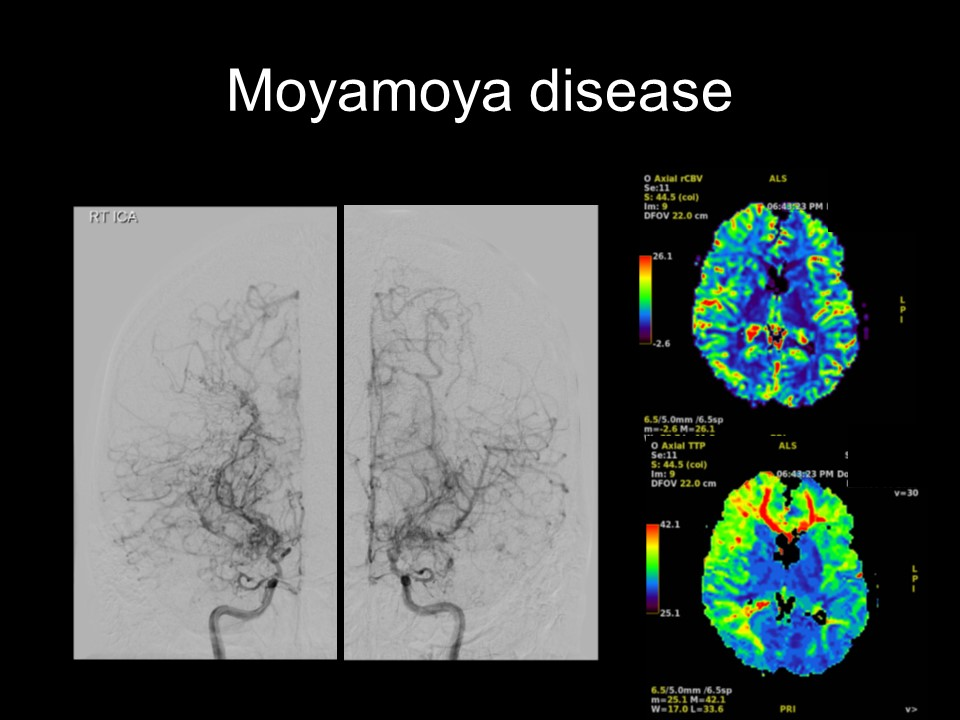 Moyamoya disease
RT ICA
O Axial rCBV
ALS
Se:11
S: 44.5 (col)
Im: 9
06:43:23 PM
DFOV 22.0 cm
26.1
L
P
I
-2.6
6.5/5.0mm /6.5sp
m=-2.6 M=26.1
O Axial TTP
ALS
Se:11
S: 44.5 (col)
Im: 9
06:43:23 PM Do
DFOV 22.0 cm
v=30
42.1
L
P
I
25.1
6.5/5.0mm /6.5sp
m=25.1 M=42.1
W=17.0 L=33.6
PRI
v>